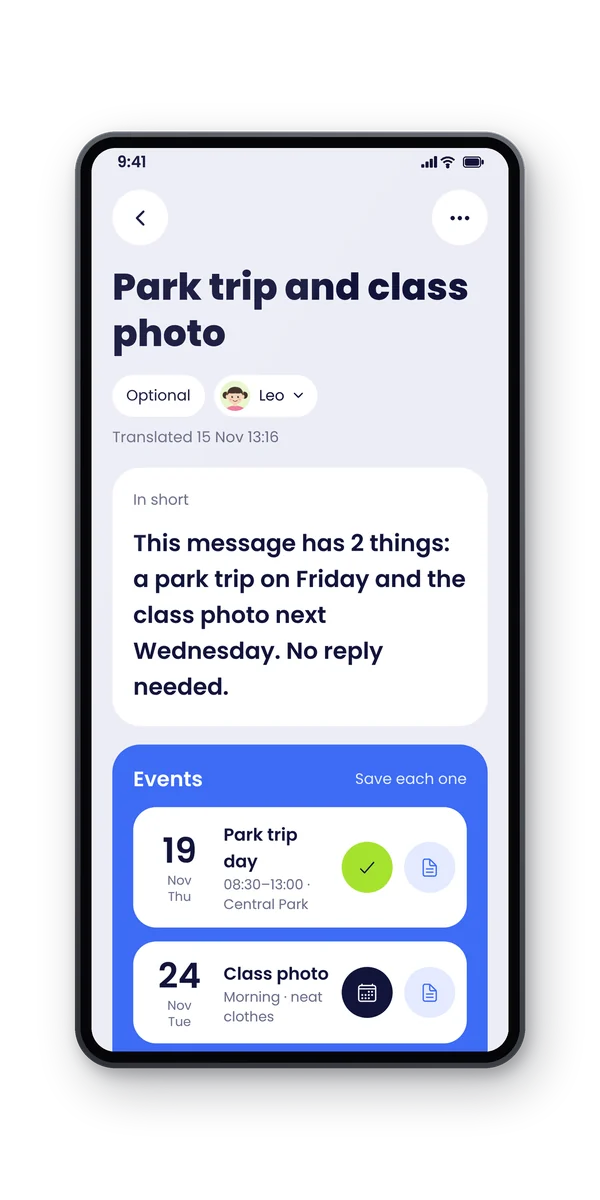 9:41
Park trip and class
photo
Optional
Leo
Translated 15 Nov 13:16
In short
This message has 2 things:
a park trip on Friday and the
class photo next
Wednesday. No reply
needed.
Events
Save each one
19
Nov
Thu
Park trip
day
08:30–13:00 ·
Central Park
24
Nov
Tue
Class photo
Morning · neat
clothes